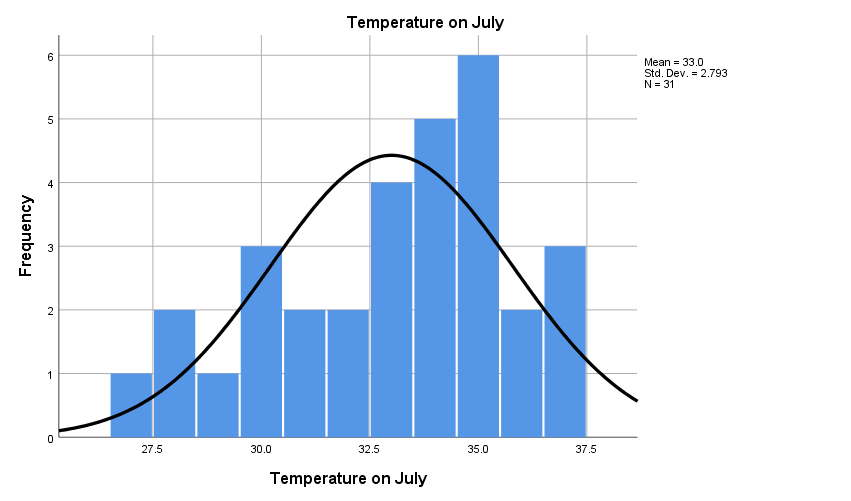 Temperature on July
Mean = 33.0
Std. Dev. = 2.793
N = 31
6
5
4
3
2
1
0
Frequency
27.5 30.0 32.5 35.0 37.5
Temperature on July